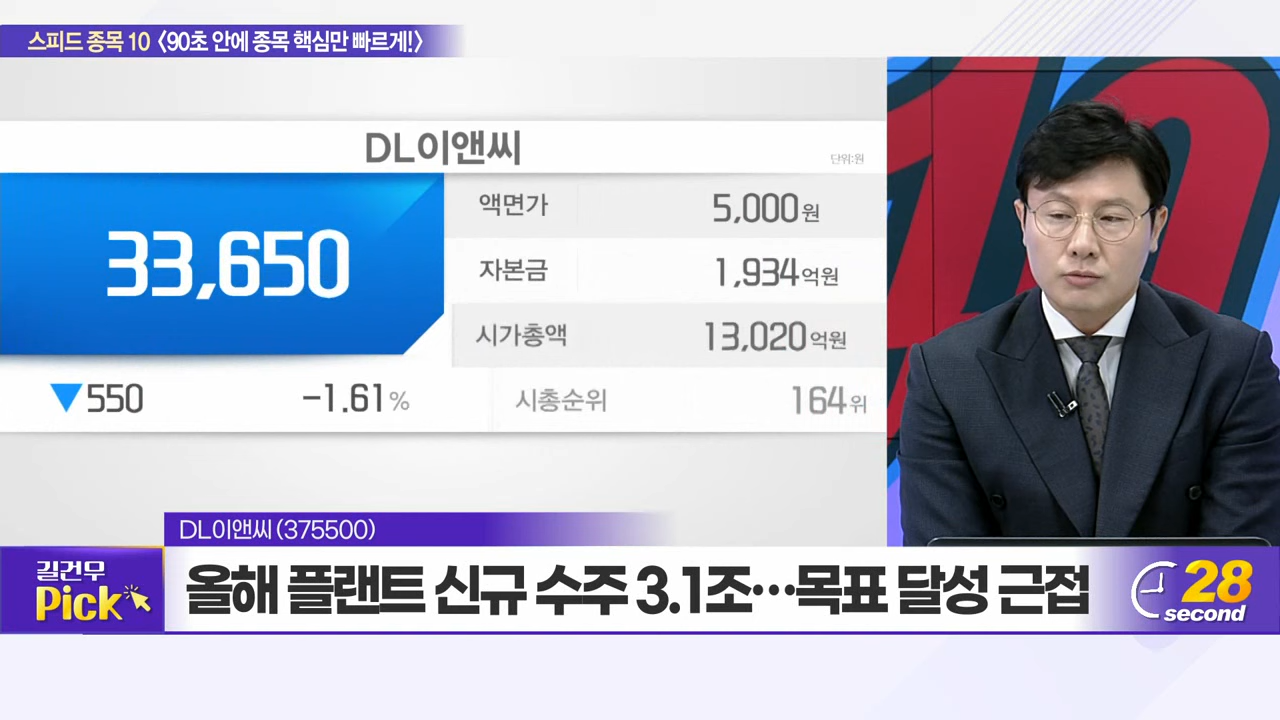 스피드 종목 10 〈90초 안에 종목 핵심만 빠르게!〉
DL이앤씨
단위:원
33,650
▼550 -1.61%
액면가 5,000원
자본금 1,934억원
시가총액 13,020억원
시총순위 164위
10
DL이앤씨(375500)
길건무
Pick
올해 플랜트 신규 수주 3.1조…목표 달성 근접
28
second